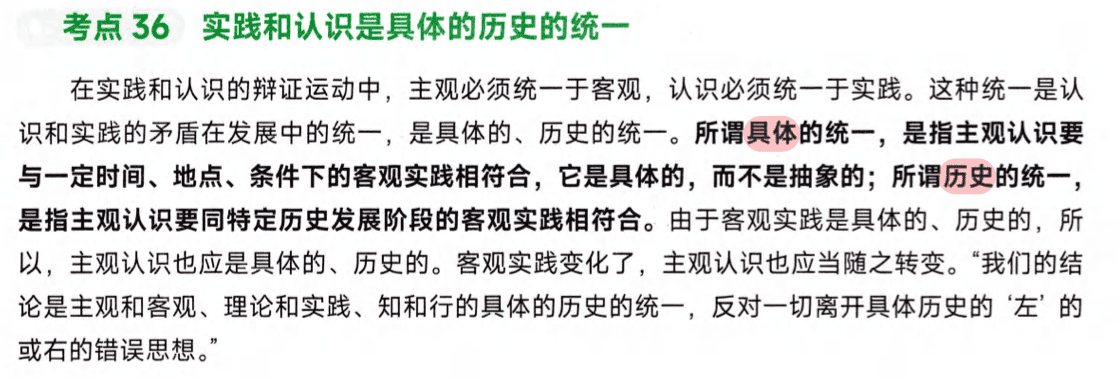 考点 36 实践和认识是具体的历史的统一
在实践和认识的辩证运动中，主观必须统一于客观，认识必须统一于实践。这种统一是认
识和实践的矛盾在发展中的统一，是具体的、历史的统一。所谓具体的统一，是指主观认识要
与一定时间、地点、条件下的客观实践相符合，它是具体的，而不是抽象的；所谓历史的统一，
是指主观认识要同特定历史发展阶段的客观实践相符合。由于客观实践是具体的、历史的，所
以，主观认识也应是具体的、历史的。客观实践变化了，主观认识也应当随之转变。“我们的结
论是主观和客观、理论和实践、知和行的具体的历史的统一，反对一切离开具体历史的‘左’的
或右的错误思想。”